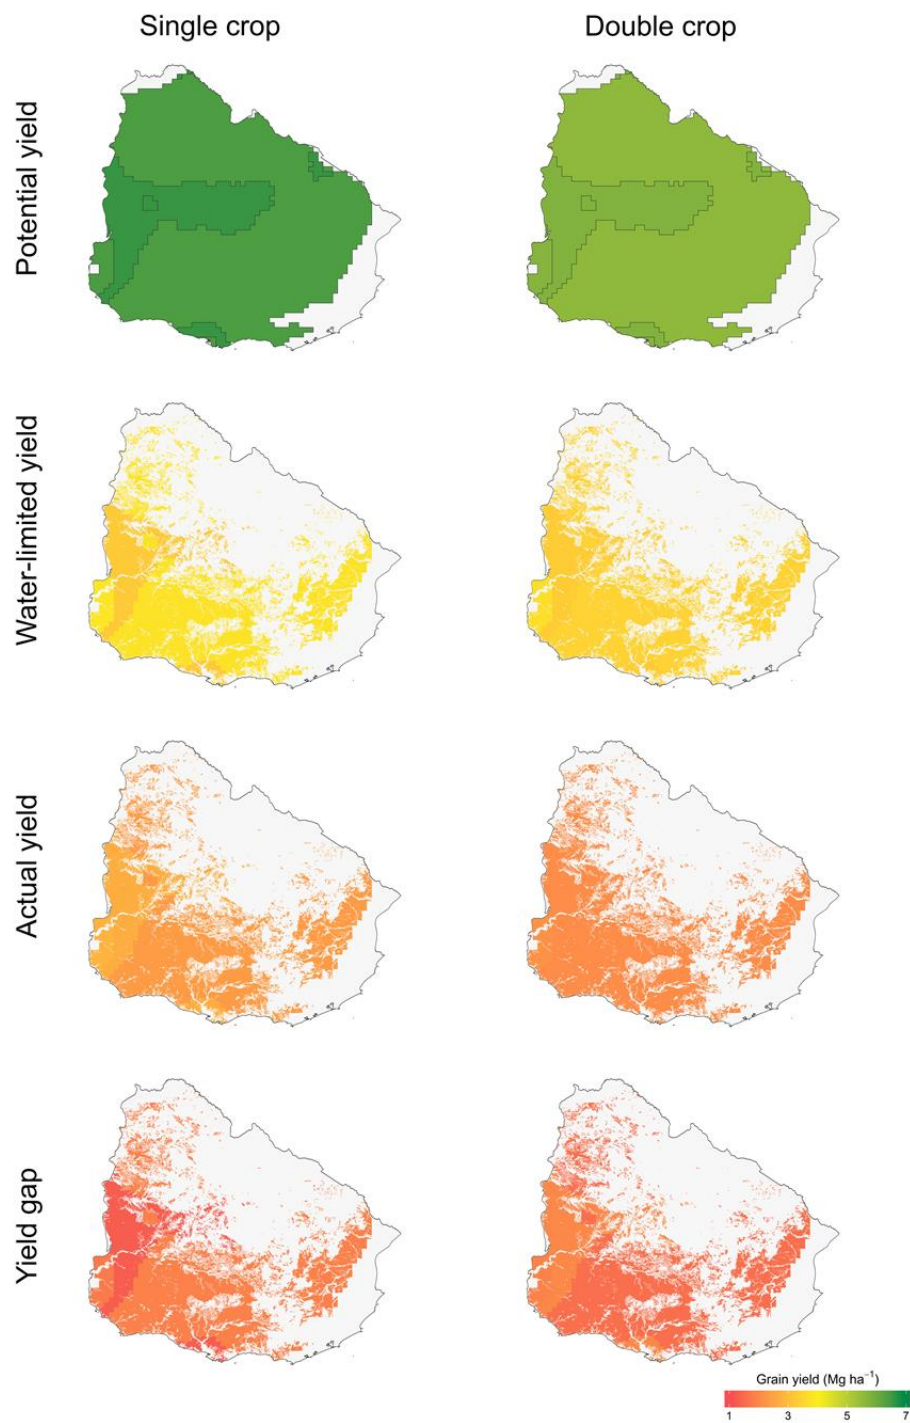 Single crop
Double crop
Potential yield
Water-limited yield
Actual yield
Yield gap
Grain yield (Mg ha⁻¹)
1 3 5 7